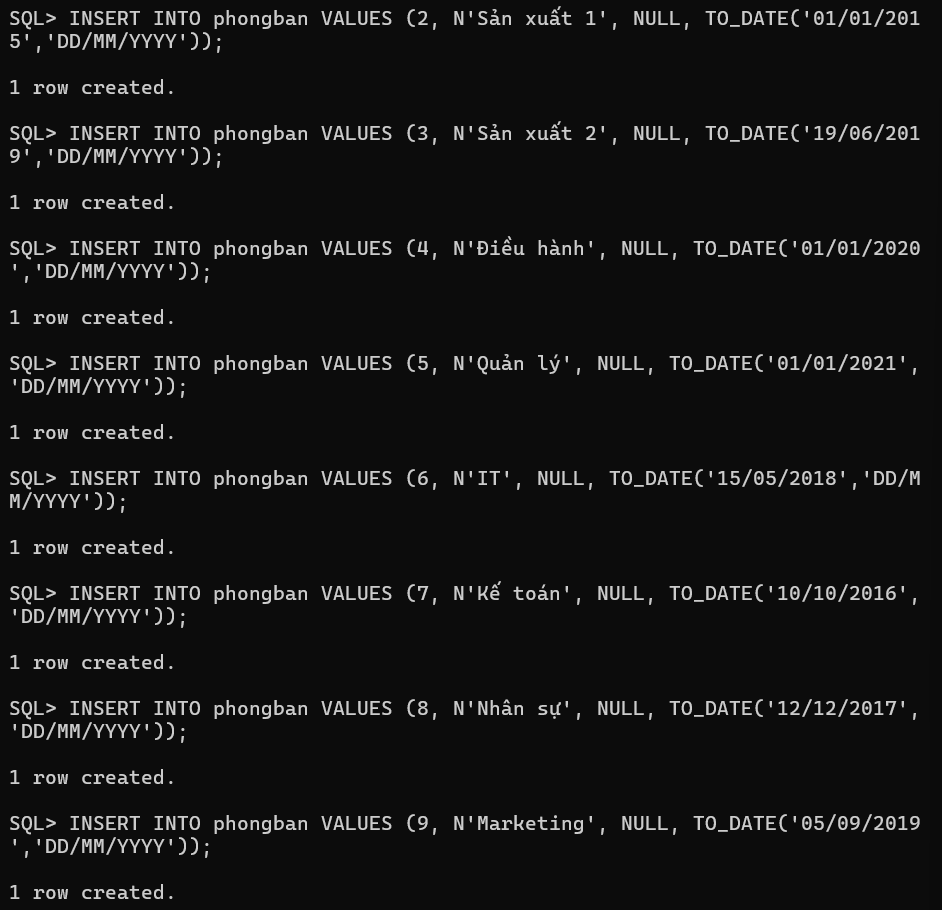 SQL> INSERT INTO phongban VALUES (2, N'Sản xuất 1', NULL, TO_DATE('01/01/201
5','DD/MM/YYYY'));
1 row created.
SQL> INSERT INTO phongban VALUES (3, N'Sản xuất 2', NULL, TO_DATE('19/06/201
9','DD/MM/YYYY'));
1 row created.
SQL> INSERT INTO phongban VALUES (4, N'Điều hành', NULL, TO_DATE('01/01/2020
','DD/MM/YYYY'));
1 row created.
SQL> INSERT INTO phongban VALUES (5, N'Quản lý', NULL, TO_DATE('01/01/2021',
'DD/MM/YYYY'));
1 row created.
SQL> INSERT INTO phongban VALUES (6, N'IT', NULL, TO_DATE('15/05/2018','DD/M
M/YYYY'));
1 row created.
SQL> INSERT INTO phongban VALUES (7, N'Kế toán', NULL, TO_DATE('10/10/2016',
'DD/MM/YYYY'));
1 row created.
SQL> INSERT INTO phongban VALUES (8, N'Nhân sự', NULL, TO_DATE('12/12/2017',
'DD/MM/YYYY'));
1 row created.
SQL> INSERT INTO phongban VALUES (9, N'Marketing', NULL, TO_DATE('05/09/2019
','DD/MM/YYYY'));
1 row created.